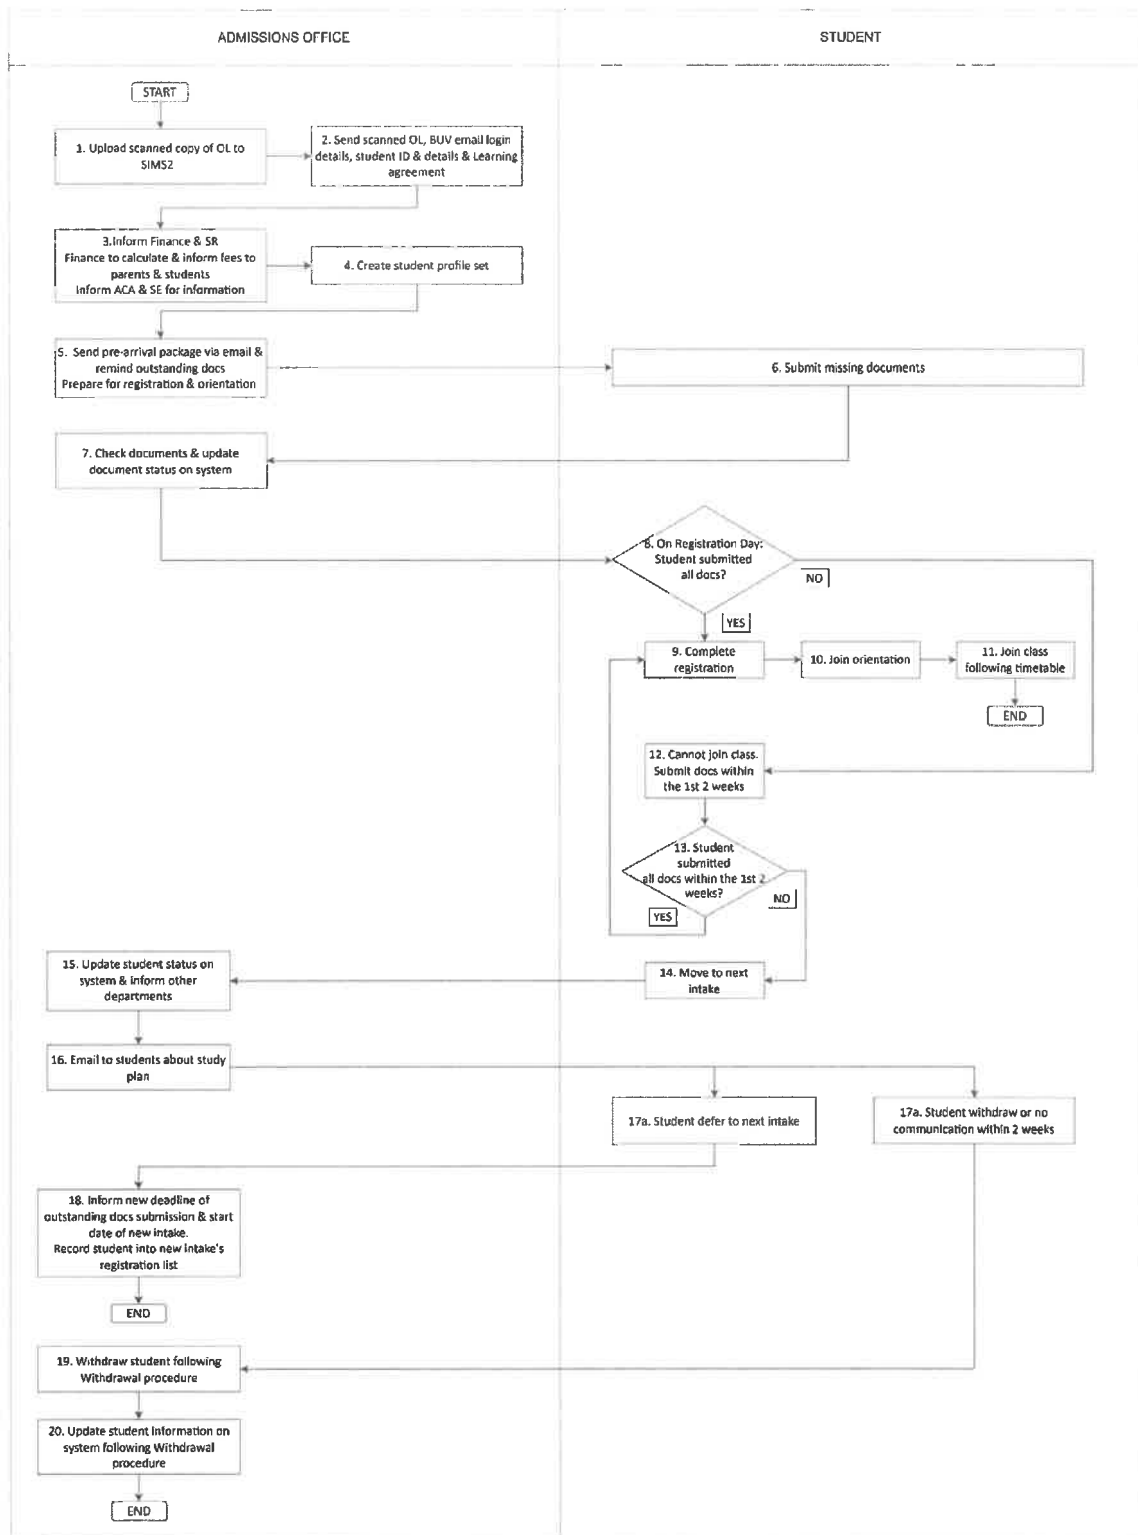 ADMISSIONS OFFICE
STUDENT
START
1. Upload scanned copy of OL to
SIMS2
2. Send scanned OL, BUV email login
details, student ID & details & Learning
agreement
3.Inform Finance & SR
Finance to calculate & inform fees to
parents & students
Inform ACA & SE for information
4. Create student profile set
5. Send pre-arrival package via email &
remind outstanding docs
Prepare for registration & orientation
6. Submit missing documents
7. Check documents & update
document status on system
8. On Registration Day:
Student submitted
all docs?
NO
YES
9. Complete
registration
10. Join orientation
11. Join class
following timetable
END
12. Cannot join class.
Submit docs within
the 1st 2 weeks
13. Student
submitted
all docs within the 1st 2
weeks?
NO
YES
14. Move to next
intake
15. Update student status on
system & inform other
departments
16. Email to students about study
plan
17a. Student defer to next intake
17a. Student withdraw or no
communication within 2 weeks
18. Inform new deadline of
outstanding docs submission & start
date of new intake.
Record student into new intake's
registration list
END
19. Withdraw student following
Withdrawal procedure
20. Update student information on
system following Withdrawal
procedure
END